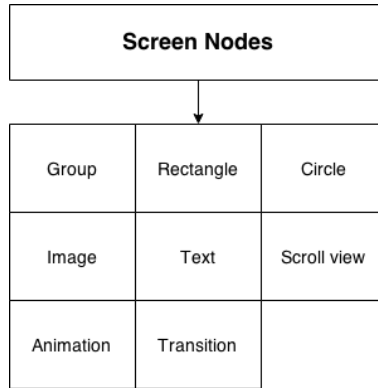 Screen Nodes
Group
Rectangle
Circle
Image
Text
Scroll view
Animation
Transition